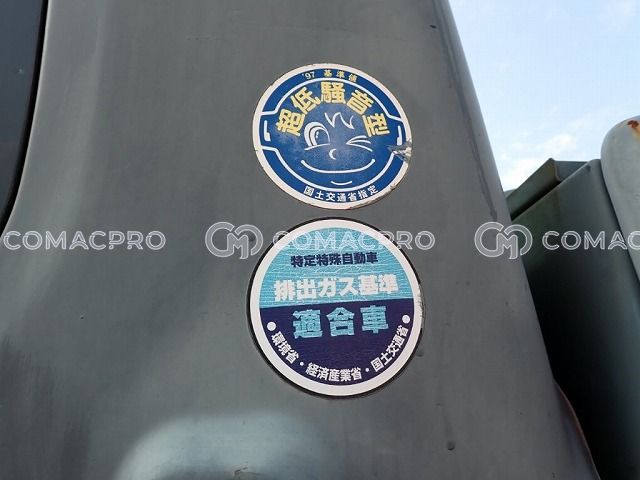 '97 基準値
超低騒音型
国土交通省指定
COMACPRO
COMACPRO
COMACPRO
特定特殊自動車
排出ガス基準
適合車
●環境省・経済産業省・国土交通省●